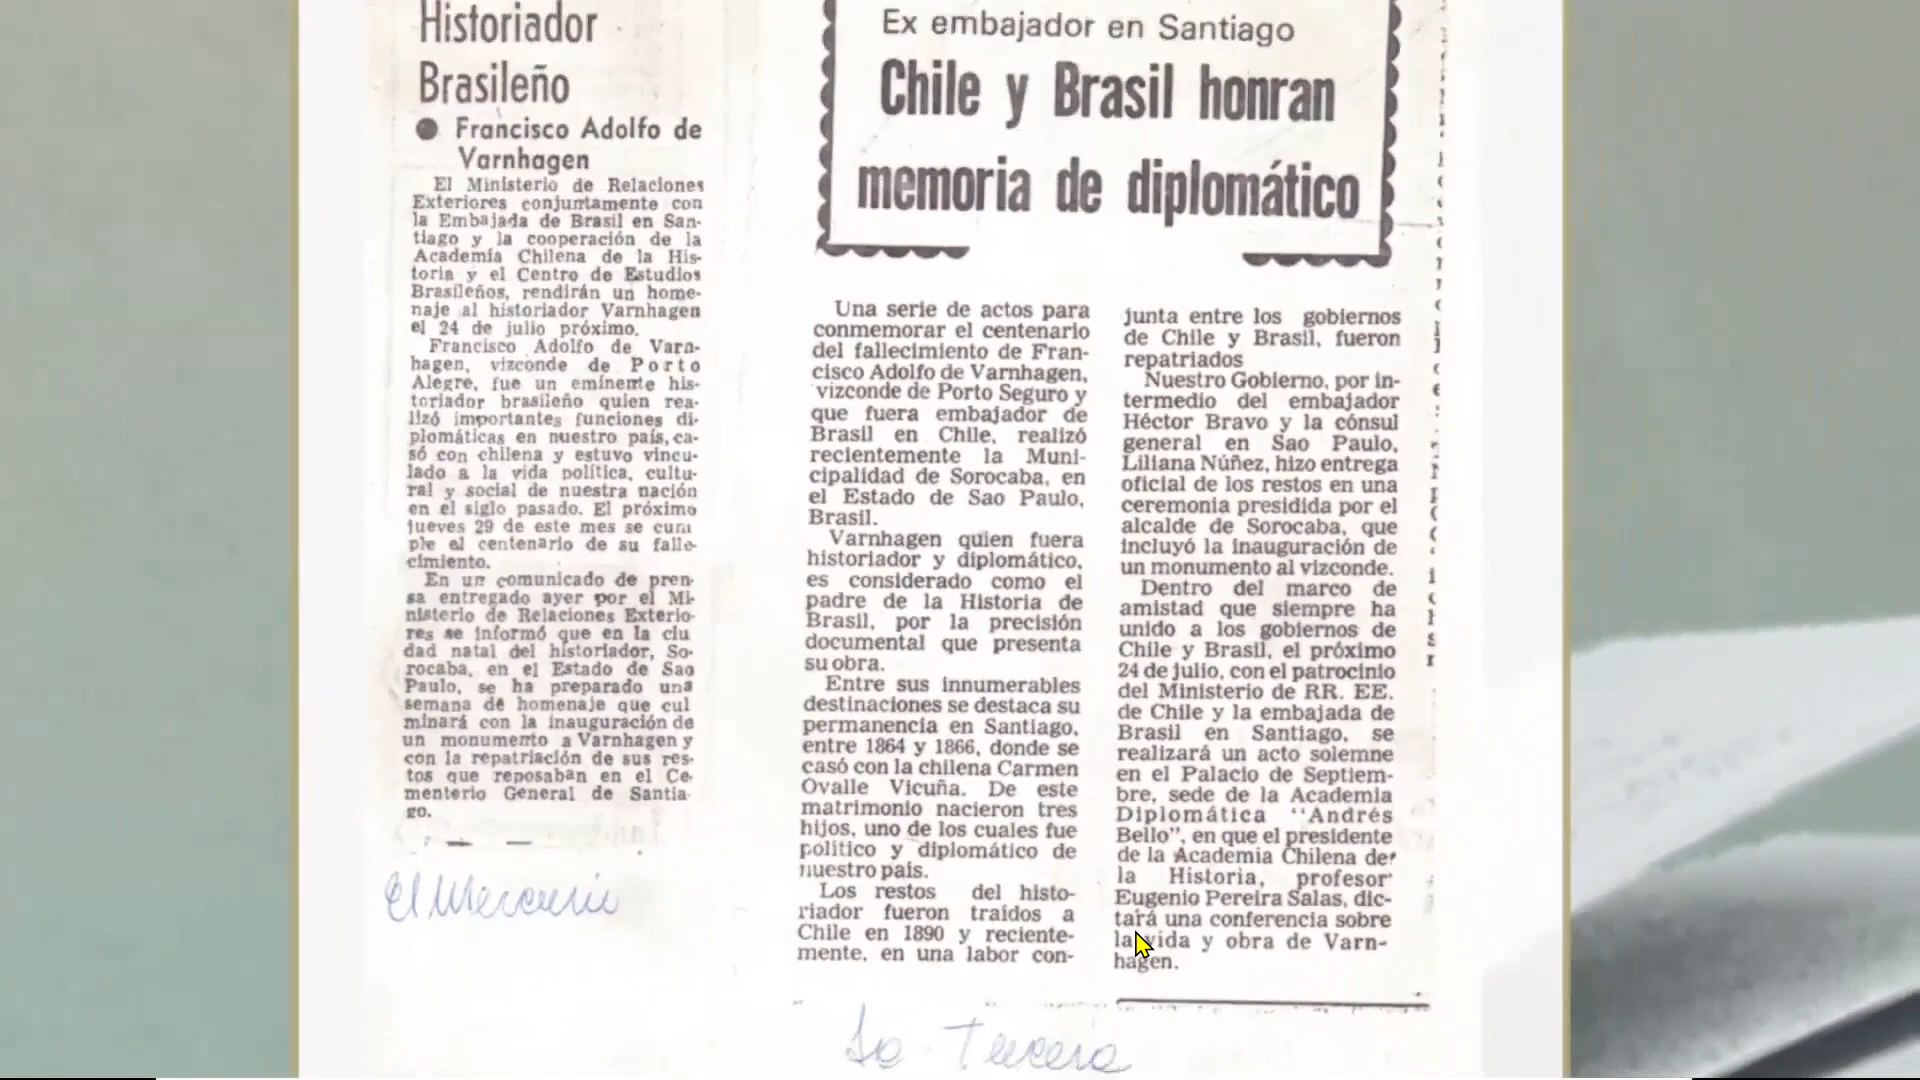 Historiador
Brasileño
● Francisco Adolfo de
Varnhagen
El Ministerio de Relaciones
Exteriores conjuntamente con
la Embajada de Brasil en San-
tiago y la cooperación de la
Academia Chilena de la His-
toria y el Centro de Estudios
Brasileños, rendirán un home-
naje al historiador Varnhagen
el 24 de julio próximo.
Francisco Adolfo de Varn-
hagen, vizconde de Porto
Alegre, fue un eminente his-
toriador brasileño quien rea-
lizó importantes funciones di-
plomáticas en nuestro país, ca-
só con chilena y estuvo vincu-
lado a la vida política, cultu-
ral y social de nuestra nación
en el siglo pasado. El próximo
jueves 29 de este mes se cum
ple el centenario de su falle-
cimiento.
En un comunicado de pren-
sa entregado ayer por el Mi-
nisterio de Relaciones Exterio-
res se informó que en la ciu
dad natal del historiador, So-
rocaba, en el Estado de Sao
Paulo, se ha preparado una
semana de homenaje que cul
minará con la inauguración de
un monumento a Varnhagen y
con la repatriación de sus res-
tos que reposaban en el Ce-
menterio General de Santia-
go.
El Mercurio
Ex embajador en Santiago
Chile y Brasil honran
memoria de diplomático
Una serie de actos para
conmemorar el centenario
del fallecimiento de Fran-
cisco Adolfo de Varnhagen,
vizconde de Porto Seguro y
que fuera embajador de
Brasil en Chile, realizó
recientemente la Muni-
cipalidad de Sorocaba, en
el Estado de Sao Paulo,
Brasil.
Varnhagen quien fuera
historiador y diplomático,
es considerado como el
padre de la Historia de
Brasil, por la precisión
documental que presenta
su obra.
Entre sus innumerables
destinaciones se destaca su
permanencia en Santiago,
entre 1864 y 1866, donde se
casó con la chilena Carmen
Ovalle Vicuña. De este
matrimonio nacieron tres
hijos, uno de los cuales fue
político y diplomático de
nuestro país.
Los restos del histo-
riador fueron traídos a
Chile en 1890 y reciente-
mente, en una labor con-
junta entre los gobiernos
de Chile y Brasil, fueron
repatriados
Nuestro Gobierno, por in-
termedio del embajador
Héctor Bravo y la cónsul
general en Sao Paulo,
Liliana Núñez, hizo entrega
oficial de los restos en una
ceremonia presidida por el
alcalde de Sorocaba, que
incluyó la inauguración de
un monumento al vizconde.
Dentro del marco de
amistad que siempre ha
unido a los gobiernos de
Chile y Brasil, el próximo
24 de julio, con el patrocinio
del Ministerio de RR. EE.
de Chile y la embajada de
Brasil en Santiago, se
realizará un acto solemne
en el Palacio de Septiem-
bre, sede de la Academia
Diplomática "Andrés
Bello", en que el presidente
de la Academia Chilena de
la Historia, profesor
Eugenio Pereira Salas, dic-
tará una conferencia sobre
la vida y obra de Varn-
hagen.
La Tercera